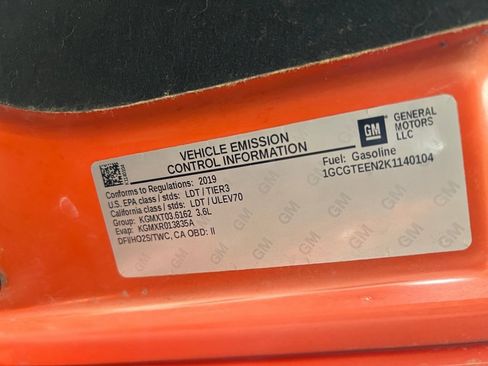 VEHICLE EMISSION
CONTROL INFORMATION
GM
GENERAL
MOTORS
LLC
Conforms to Regulations: 2019
U.S. EPA class / stds: LDT / TIER3
California class / stds: LDT / ULEV70
Group: KGMXT03.6162 3.6L
Evap: KGMXR013835A
DFI/HO2S/TWC, CA OBD: II
Fuel: Gasoline
1GCGTEEN2K1140104